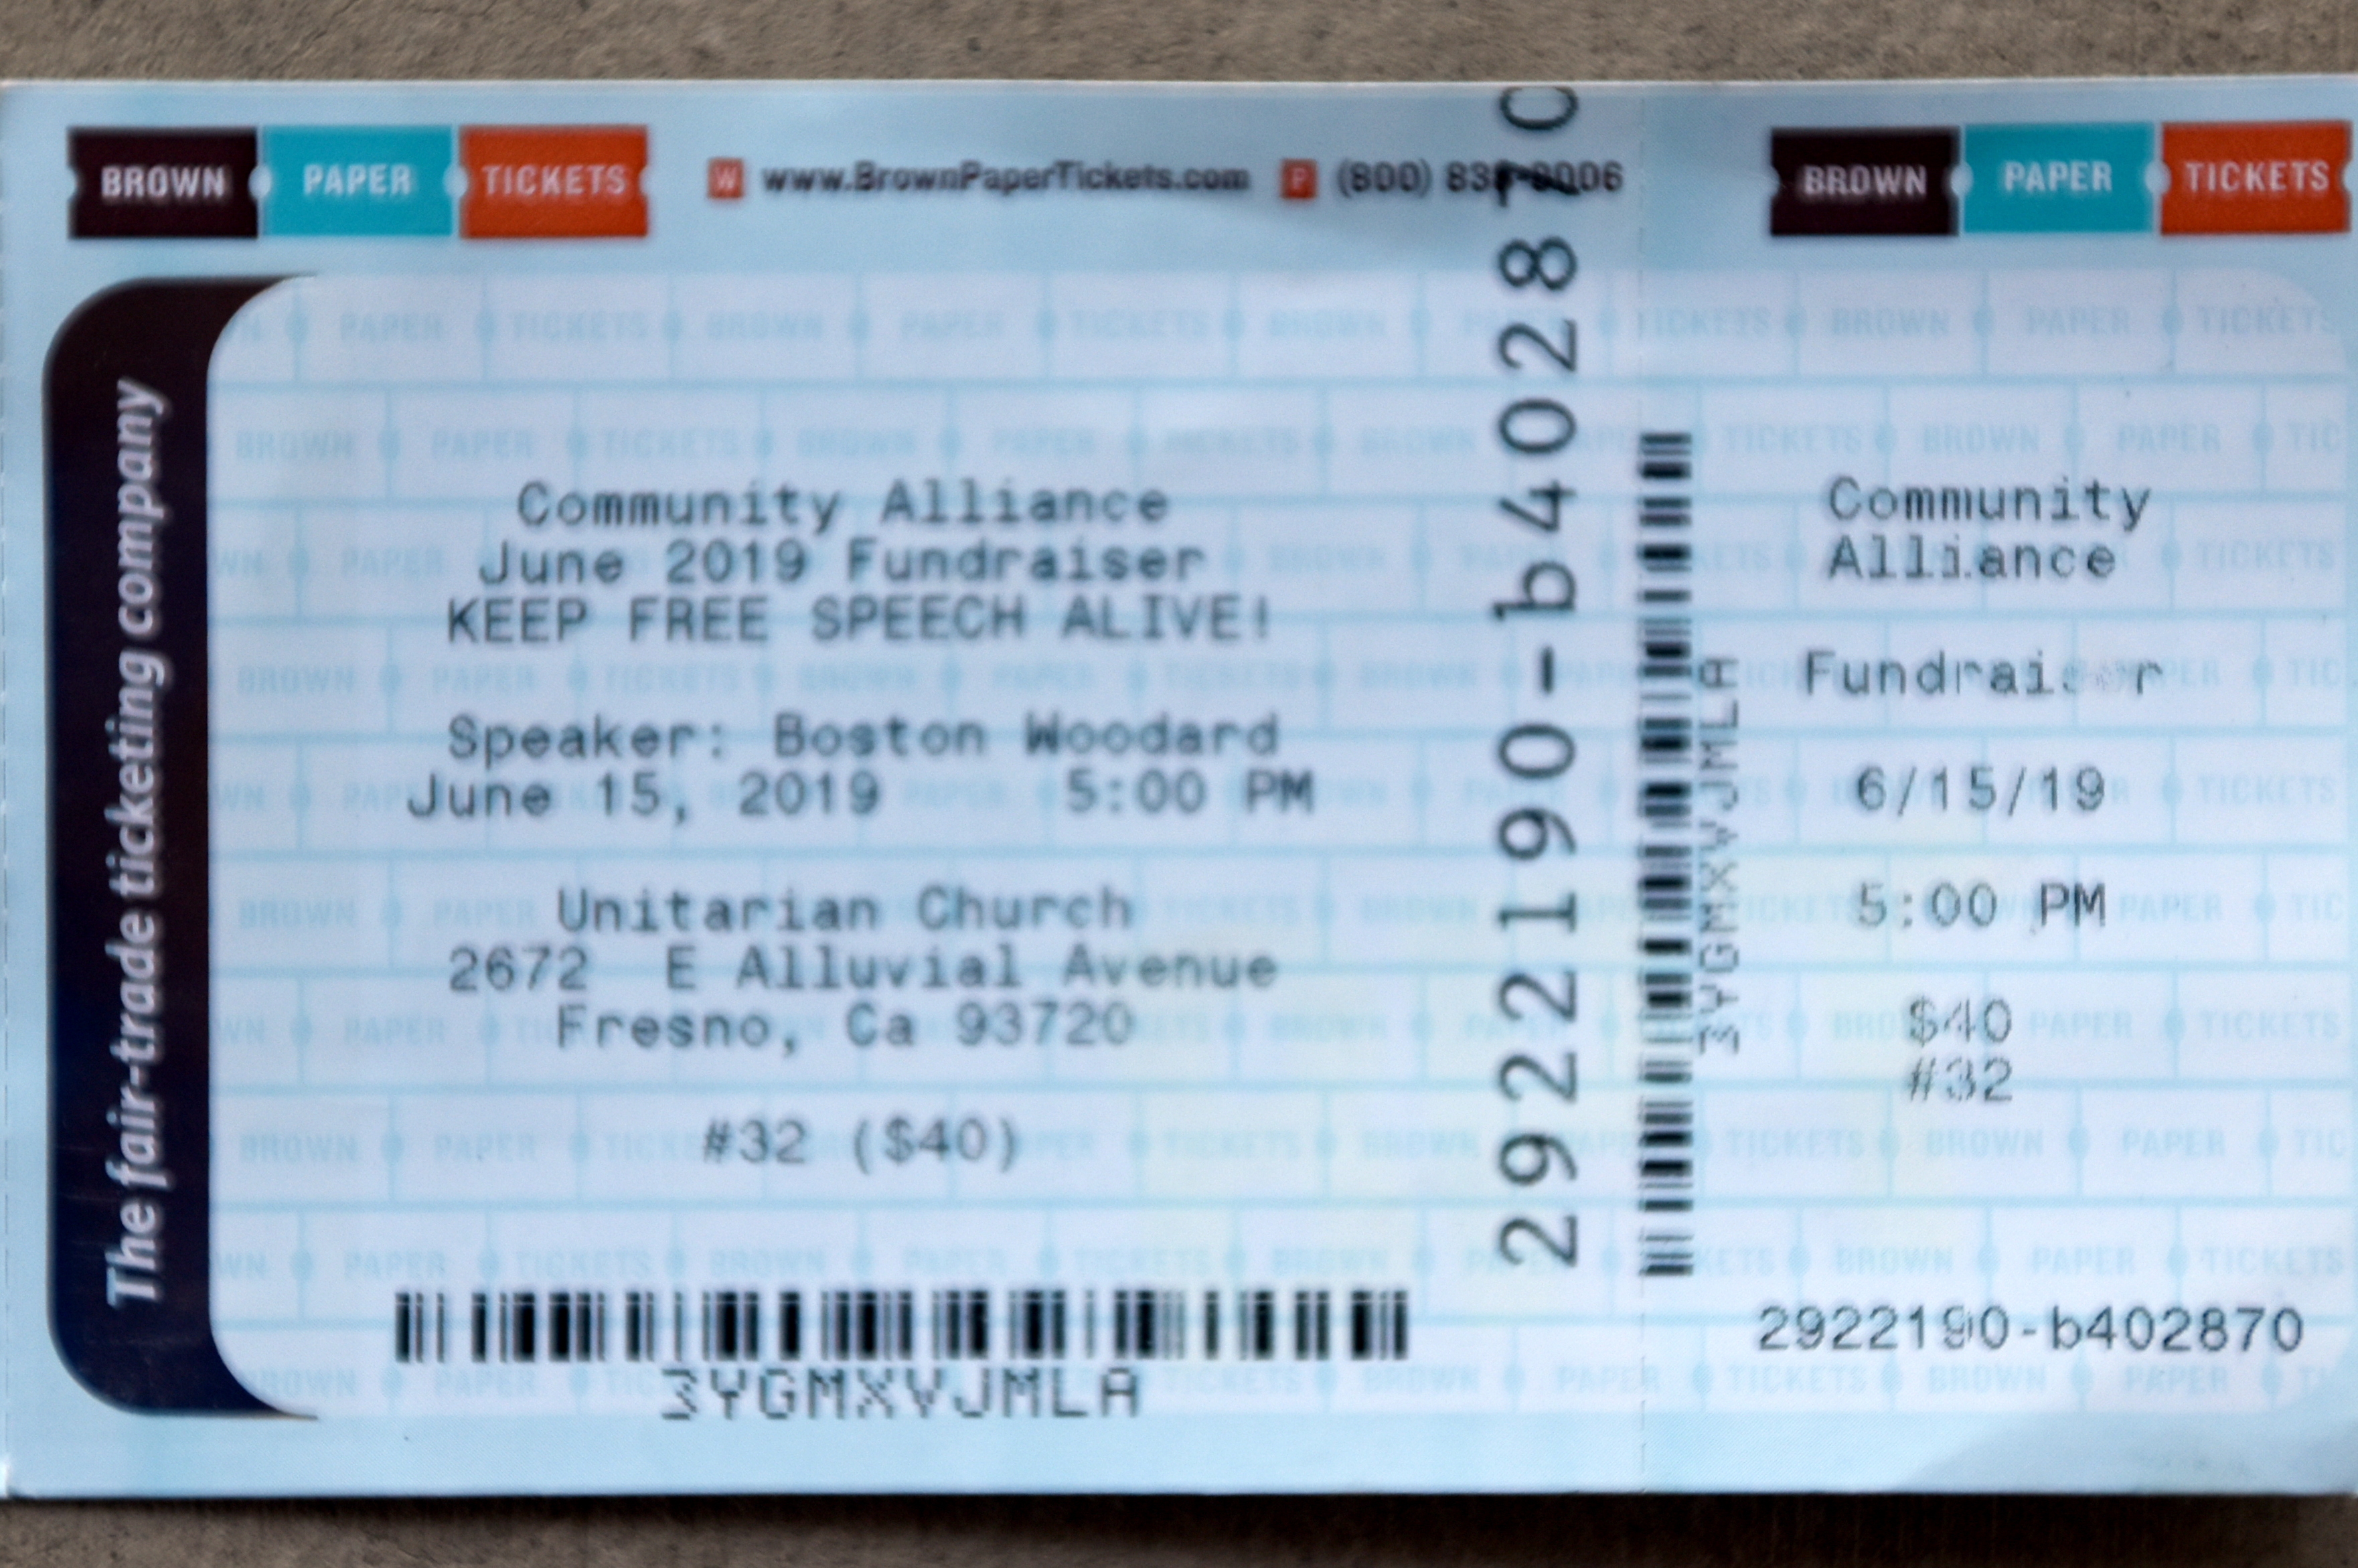 BROWN PAPER TICKETS
www.BrownPaperTickets.com
(800)
BROWN PAPER TICKETS
The fair-trade ticketing company
Community Alliance
June 2019 Fundraiser
KEEP FREE SPEECH ALIVE!
Speaker: Boston Woodard
June 15, 2019 5:00 PM
Unitarian Church
2672 E Alluvial Avenue
Fresno, Ca 93720
#32 ($40)
3YGMXVJMLA
2922190-b402870
3YGMXVJMLA
Community
Alliance
Fundraiser
6/15/19
5:00 PM
$40
#32
2922190-b402870